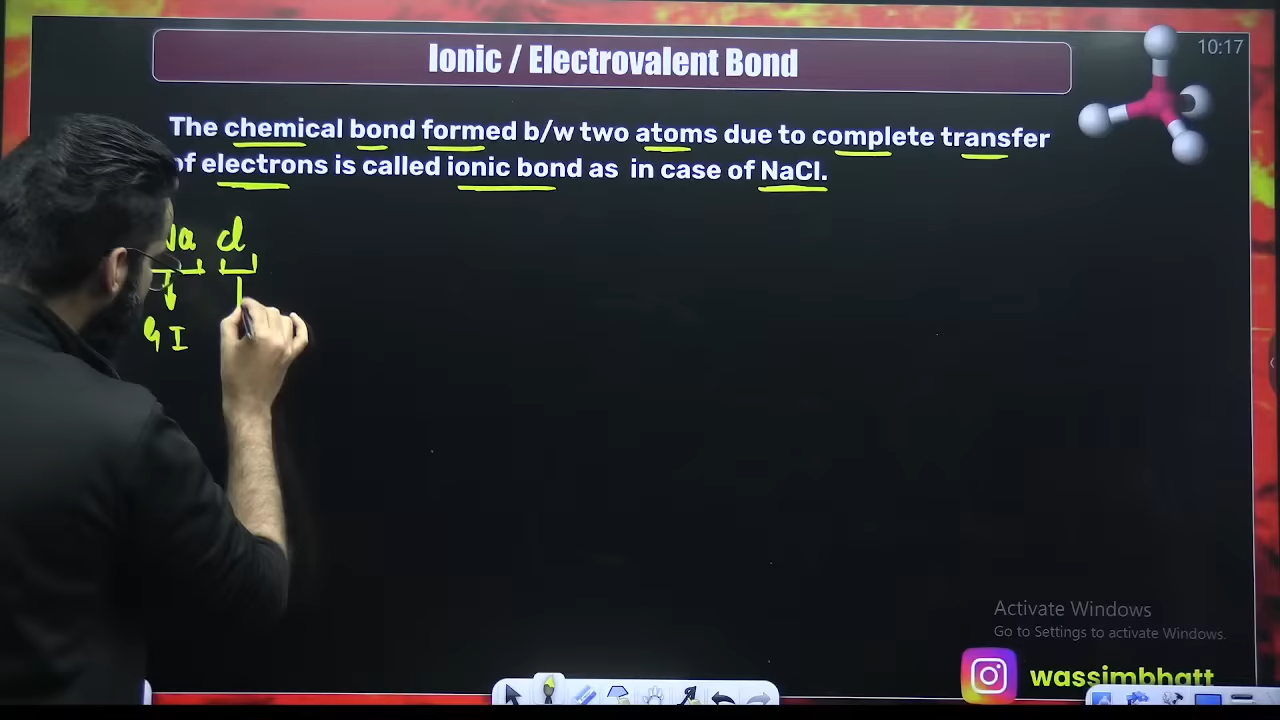 10:17
Ionic / Electrovalent Bond
The chemical bond formed b/w two atoms due to complete transfer
of electrons is called ionic bond as in case of NaCl.
Na Cl
G I
Activate Windows
Go to Settings to activate Windows.
wassimbhatt